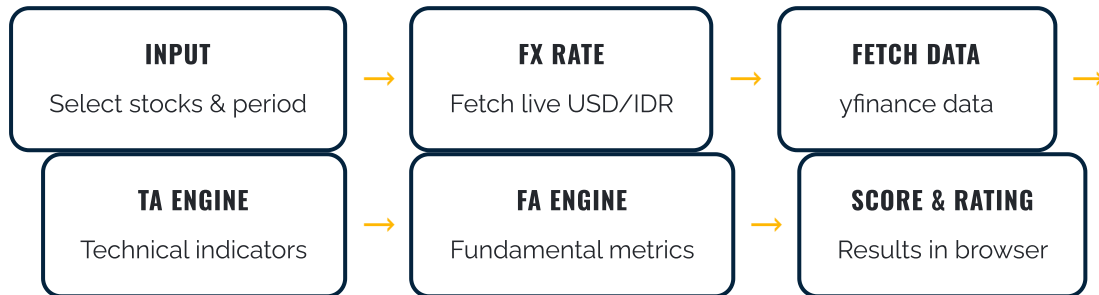 INPUT
Select stocks & period
→
FX RATE
Fetch live USD/IDR
→
FETCH DATA
yfinance data
→
TA ENGINE
Technical indicators
→
FA ENGINE
Fundamental metrics
→
SCORE & RATING
Results in browser